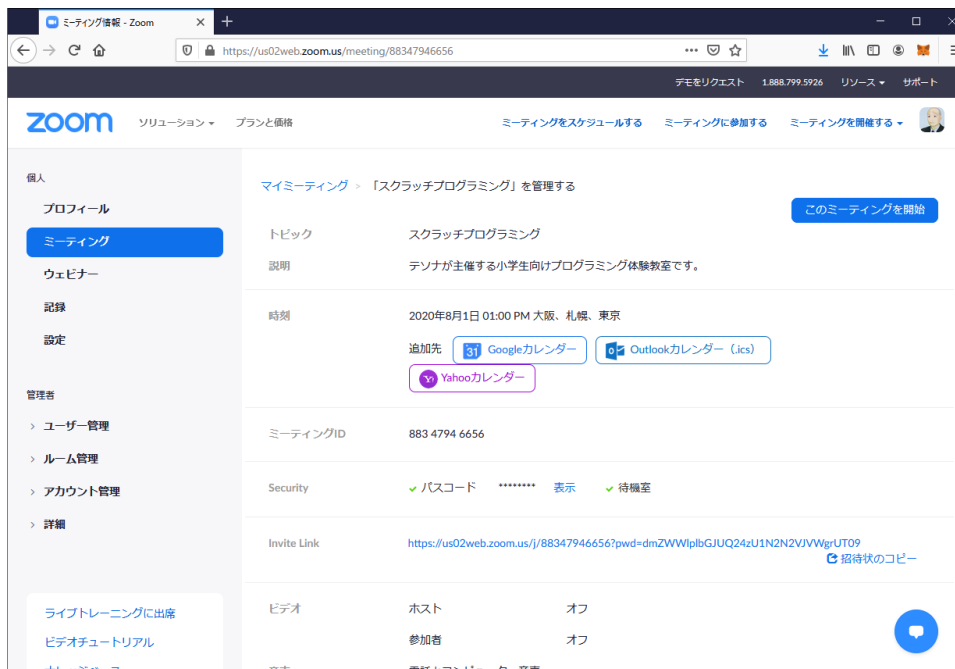 ミーティング情報 - Zoom
https://us02web.zoom.us/meeting/88347946656
デモをリクエスト 1.888.799.5926 リソース サポート
zoom ソリューション プランと価格 ミーティングをスケジュールする ミーティングに参加する ミーティングを開催する
個人
プロフィール
ミーティング
ウェビナー
記録
設定
管理者
ユーザー管理
ルーム管理
アカウント管理
詳細
ライブトレーニングに出席
ビデオチュートリアル
マイミーティング > 「スクラッチプログラミング」を管理する
このミーティングを開始
トピック スクラッチプログラミング
説明 テソナが主催する小学生向けプログラミング体験教室です。
時刻 2020年8月1日 01:00 PM 大阪、札幌、東京
追加先 31 Googleカレンダー Outlookカレンダー (.ics)
Yahooカレンダー
ミーティングID 883 4794 6656
Security パスコード ******** 表示 待機室
Invite Link https://us02web.zoom.us/j/88347946656?pwd=dmZWWlplbGJUQ24zU1N2N2VJVWgrUT09
招待状のコピー
ビデオ ホスト オフ
参加者 オフ